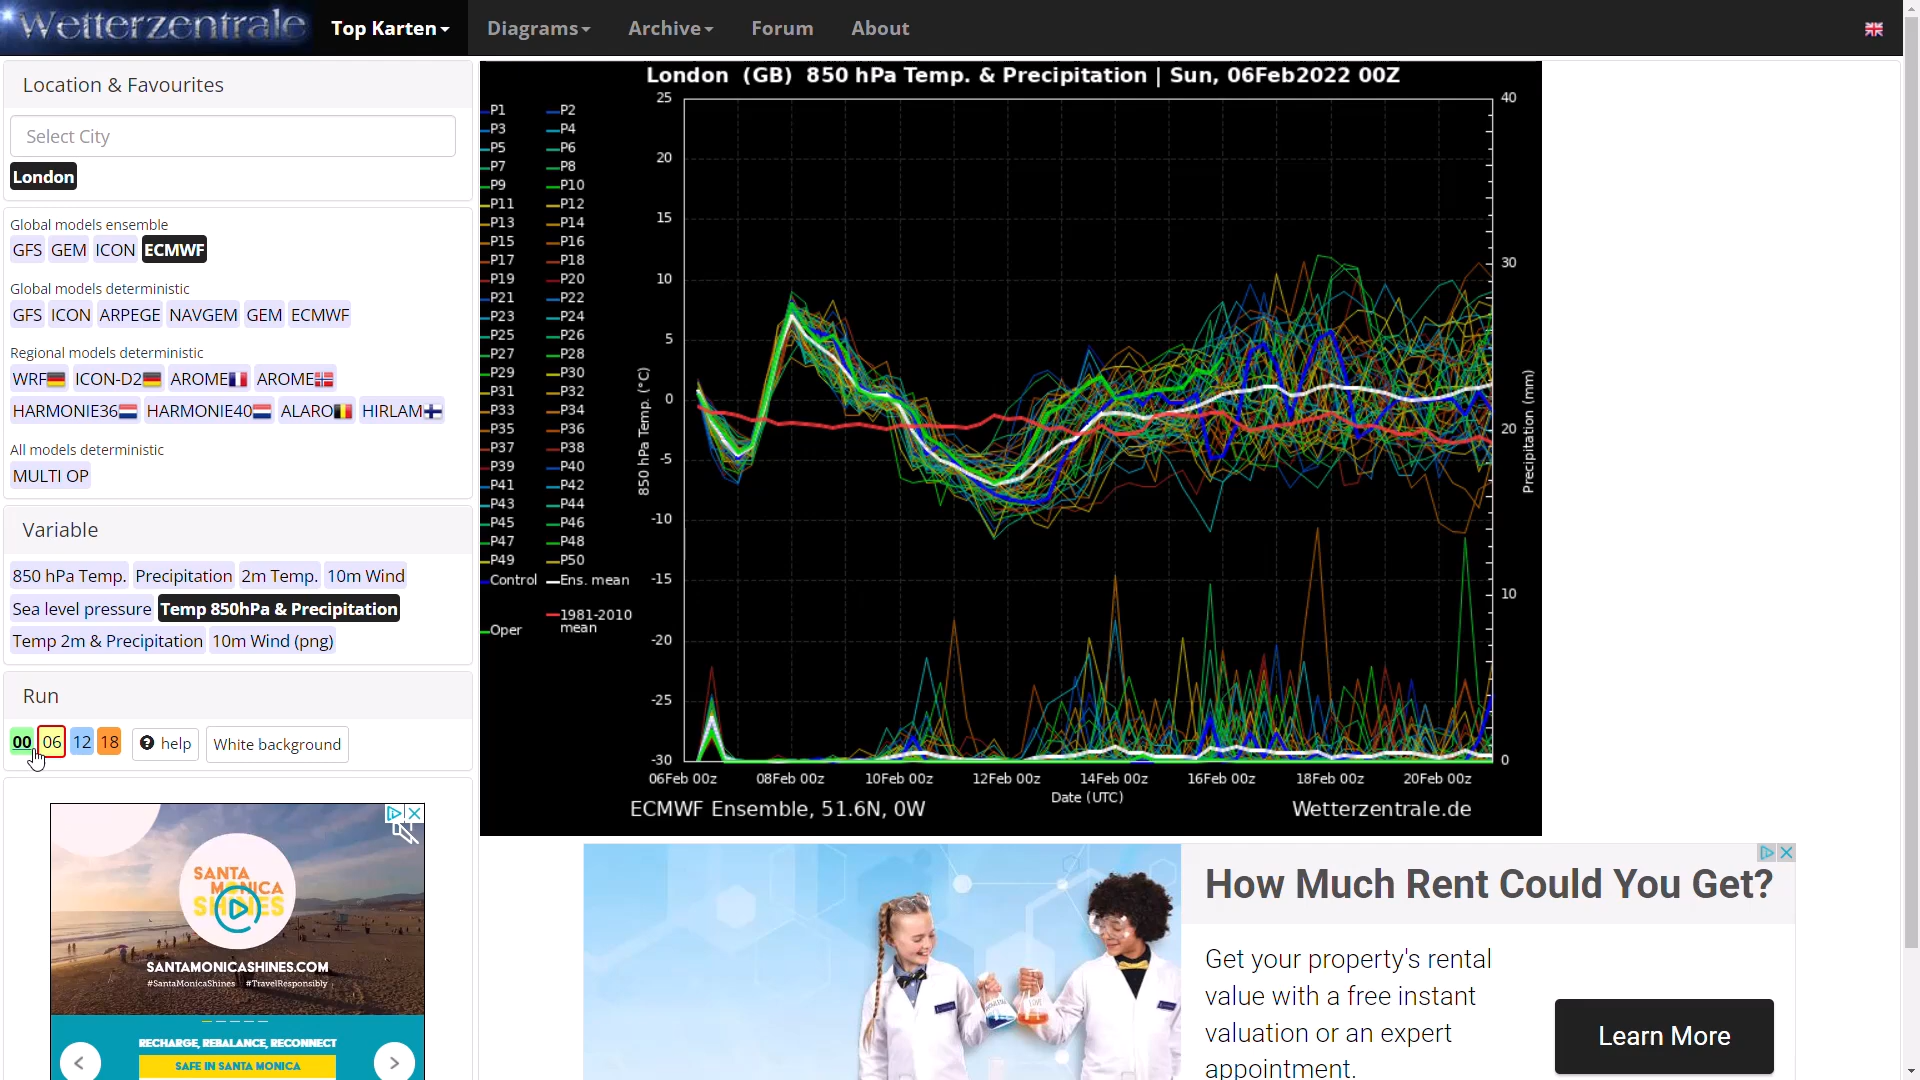 Wetterzentrale
Top Karten
Diagrams
Archive
Forum
About
Location & Favourites
Select City
London
Global models ensemble
GFS GEM ICON ECMWF
Global models deterministic
GFS ICON ARPEGE NAVGEM GEM ECMWF
Regional models deterministic
WRF ICON-D2 AROME AROME
HARMONIE36 HARMONIE40 ALARO HIRLAM
All models deterministic
MULTI OP
Variable
850 hPa Temp. Precipitation 2m Temp. 10m Wind
Sea level pressure Temp 850hPa & Precipitation
Temp 2m & Precipitation 10m Wind (png)
Run
00 06 12 18 help White background
SANTA
MONICA
SHINES
SANTAMONICASHINES.COM
#SantaMonicaShines #TravelResponsibly
RECHARGE, REBALANCE, RECONNECT
SAFE IN SANTA MONICA
London (GB) 850 hPa Temp. & Precipitation | Sun, 06Feb2022 00Z
P1 P2
P3 P4
P5 P6
P7 P8
P9 P10
P11 P12
P13 P14
P15 P16
P17 P18
P19 P20
P21 P22
P23 P24
P25 P26
P27 P28
P29 P30
P31 P32
P33 P34
P35 P36
P37 P38
P39 P40
P41 P42
P43 P44
P45 P46
P47 P48
P49 P50
Control Ens. mean
1981-2010
mean
Oper
850 hPa Temp. (°C)
25
20
15
10
5
0
-5
-10
-15
-20
-25
-30
40
30
20
10
0
Precipitation (mm)
06Feb 00z 08Feb 00z 10Feb 00z 12Feb 00z 14Feb 00z 16Feb 00z 18Feb 00z 20Feb 00z
Date (UTC)
ECMWF Ensemble, 51.6N, 0W
Wetterzentrale.de
How Much Rent Could You Get?
Get your property's rental
value with a free instant
valuation or an expert
appointment.
Learn More